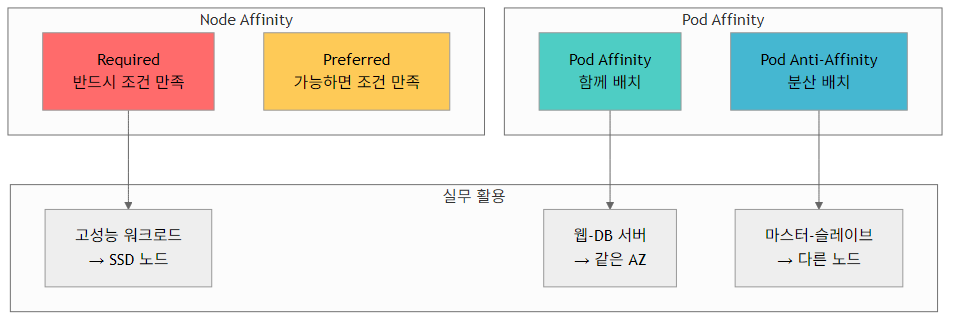 Node Affinity
Pod Affinity
Required
반드시 조건 만족
Preferred
가능하면 조건 만족
Pod Affinity
함께 배치
Pod Anti-Affinity
분산 배치
실무 활용
고성능 워크로드
→ SSD 노드
웹-DB 서버
→ 같은 AZ
마스터-슬레이브
→ 다른 노드